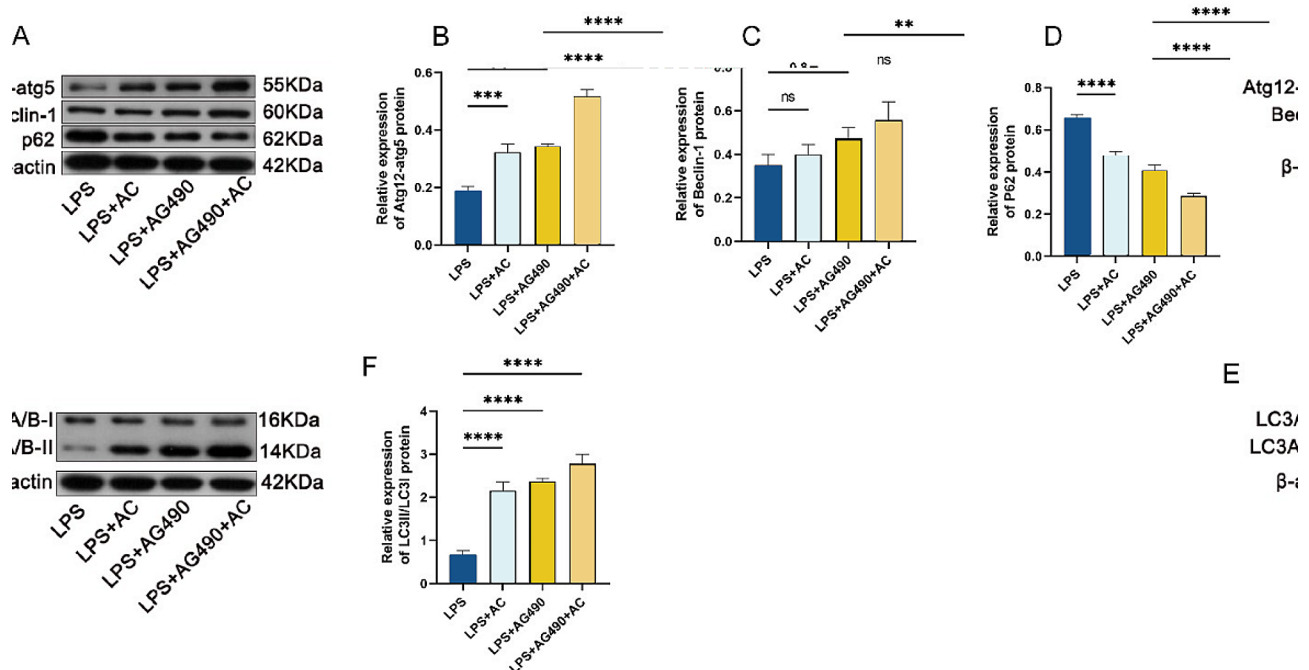 A
-atg5
55KDa
clin-1
60KDa
p62
62KDa
-actin
42KDa
LPS
LPS+AC
LPS+AG490
LPS+AG490+AC
B
****
****
***
Relative expression
of Atg12-atg5 protein
0.6
0.4
0.2
0.0
LPS
LPS+AC
LPS+AG490
LPS+AG490+AC
C
**
ns
ns
Relative expression
of Beclin-1 protein
0.6
0.4
0.2
0.0
LPS
LPS+AC
LPS+AG490
LPS+AG490+AC
D
****
****
****
Relative expression
of P62 protein
0.8
0.6
0.4
0.2
0.0
LPS
LPS+AC
LPS+AG490
LPS+AG490+AC
Atg12-
Bec
β-
A/B-I
16KDa
/B-II
14KDa
actin
42KDa
LPS
LPS+AC
LPS+AG490
LPS+AG490+AC
F
****
****
****
Relative expression
of LC3II/LC3I protein
4
3
2
1
0
LPS
LPS+AC
LPS+AG490
LPS+AG490+AC
E
LC3A
LC3A
β-a